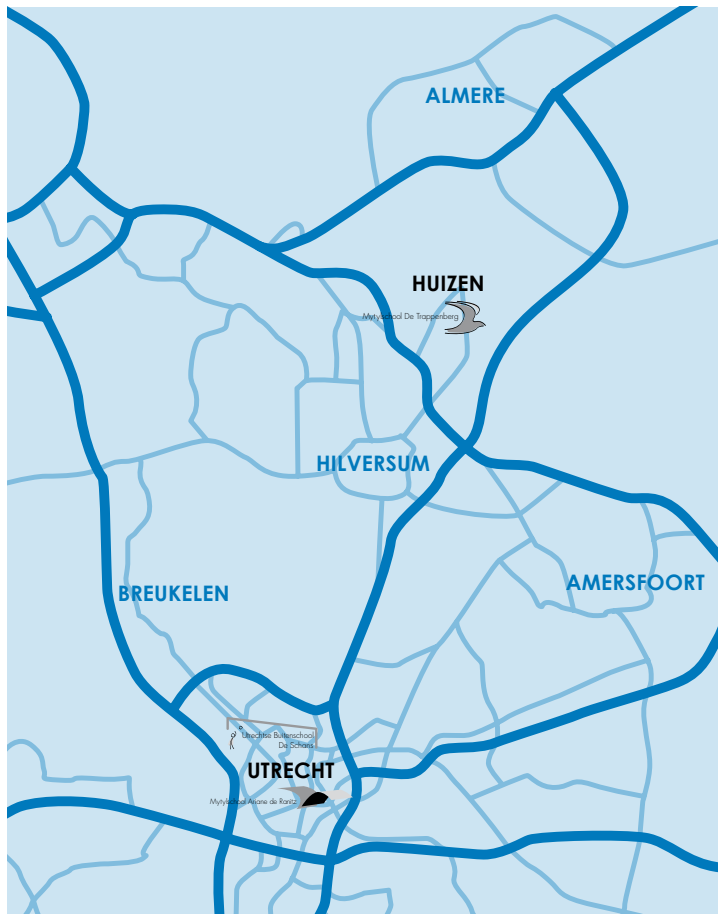 ALMERE
HUIZEN
Mytylschool De Trappenberg
HILVERSUM
BREUKELEN
AMERSFOORT
Utrechtse Buitenschool
De Schans
UTRECHT
Mytylschool Ariane de Ranitz